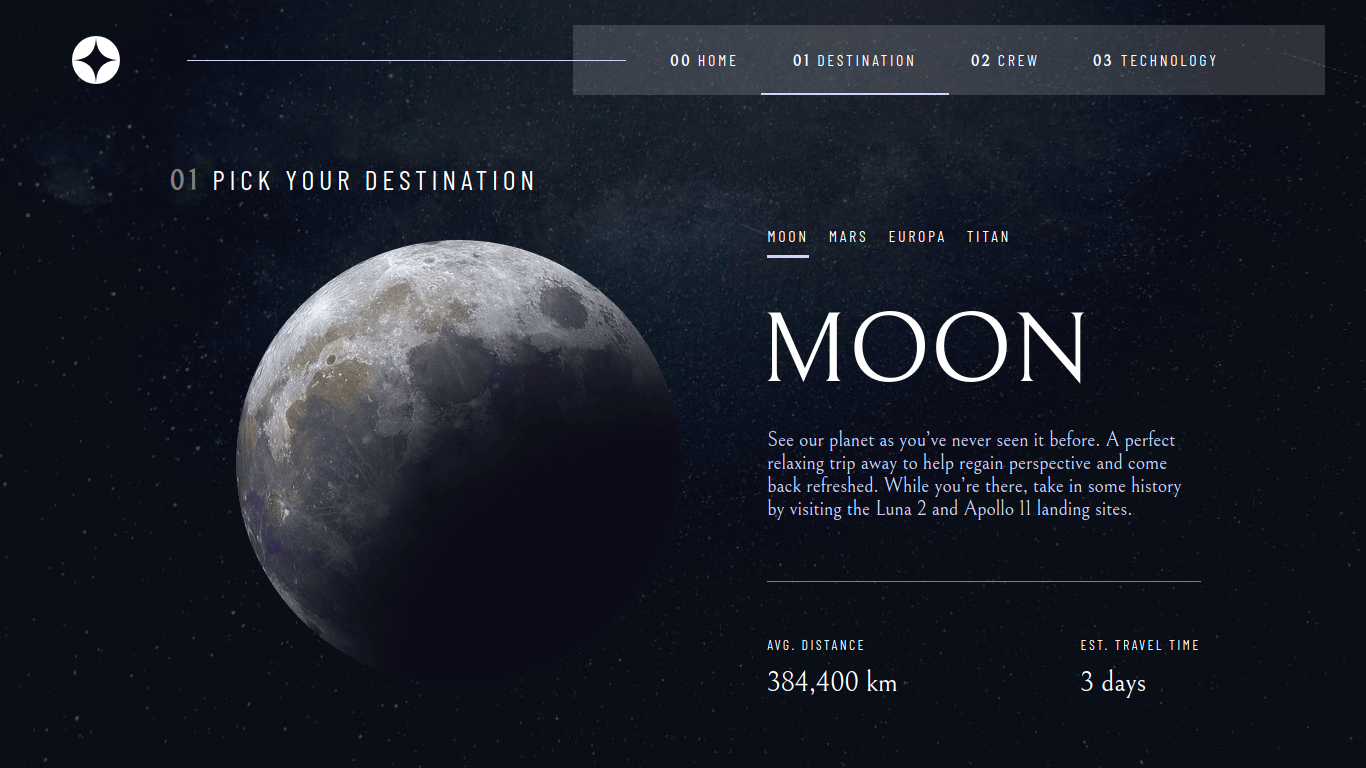 00 HOME 01 DESTINATION 02 CREW 03 TECHNOLOGY
01 PICK YOUR DESTINATION
MOON MARS EUROPA TITAN
MOON
See our planet as you’ve never seen it before. A perfect
relaxing trip away to help regain perspective and come
back refreshed. While you’re there, take in some history
by visiting the Luna 2 and Apollo 11 landing sites.
AVG. DISTANCE EST. TRAVEL TIME
384,400 km 3 days